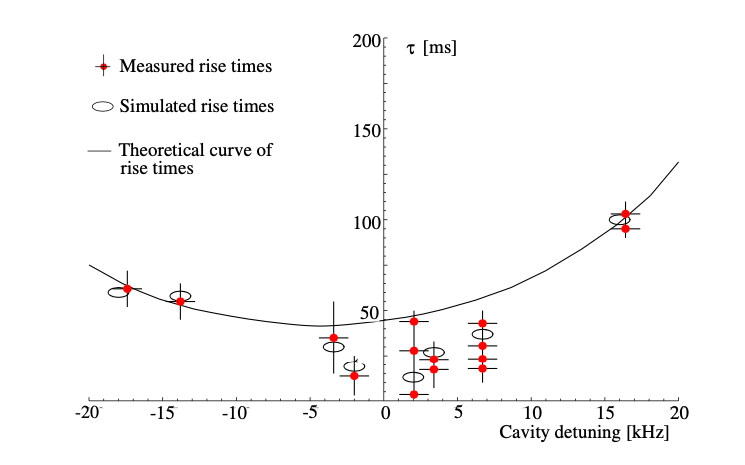 200
τ [ms]
Measured rise times
Simulated rise times
150
Theoretical curve of
rise times
100
50
-20 -15 -10 -5 0 5 10 15 20
Cavity detuning [kHz]